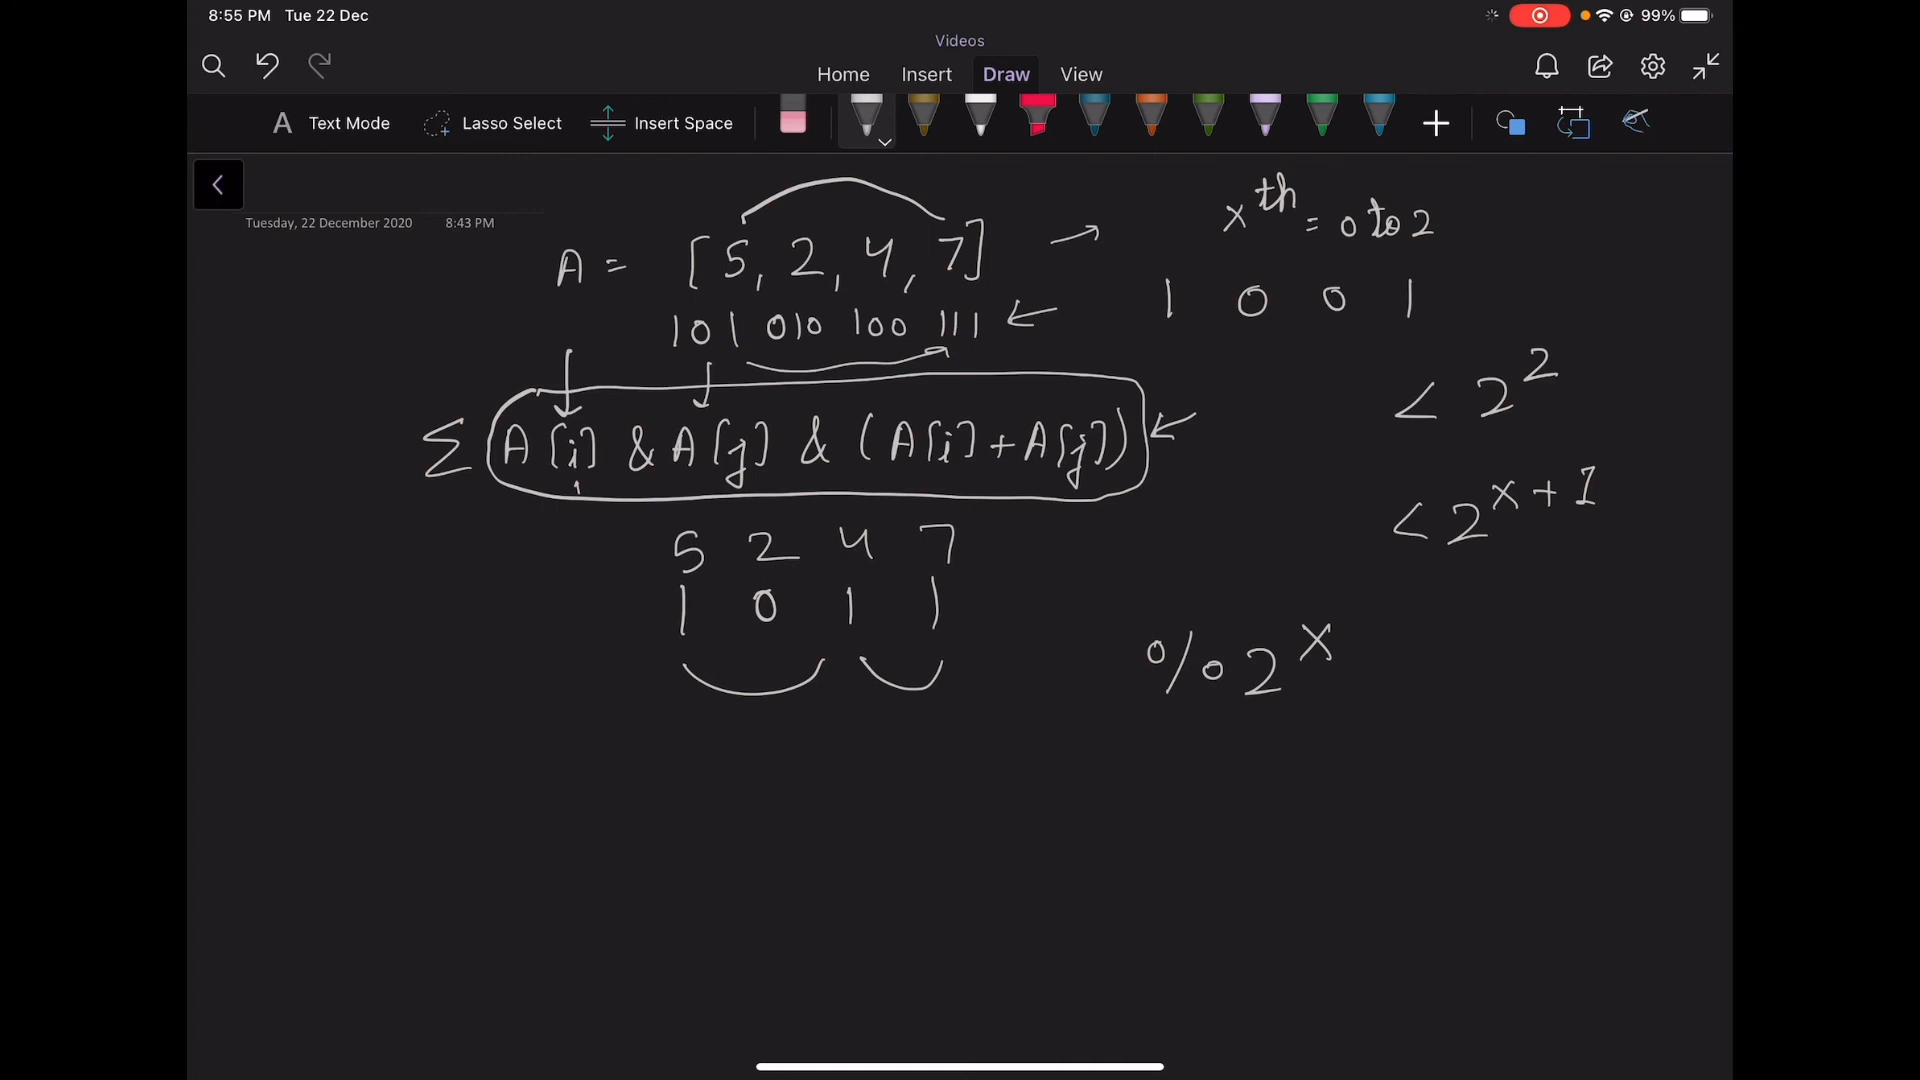 8:55 PM Tue 22 Dec
99%
Videos
Home Insert Draw View
Text Mode Lasso Select Insert Space
Tuesday, 22 December 2020 8:43 PM
x^th = 0 to 2
A = [5, 2, 4, 7] →
101 010 100 111 ←
1 0 0 1
< 2^2
Σ (A[i] & A[j] & (A[i] + A[j])) ←
< 2^x+1
5 2 4 7
1 0 1 1
% 2^x